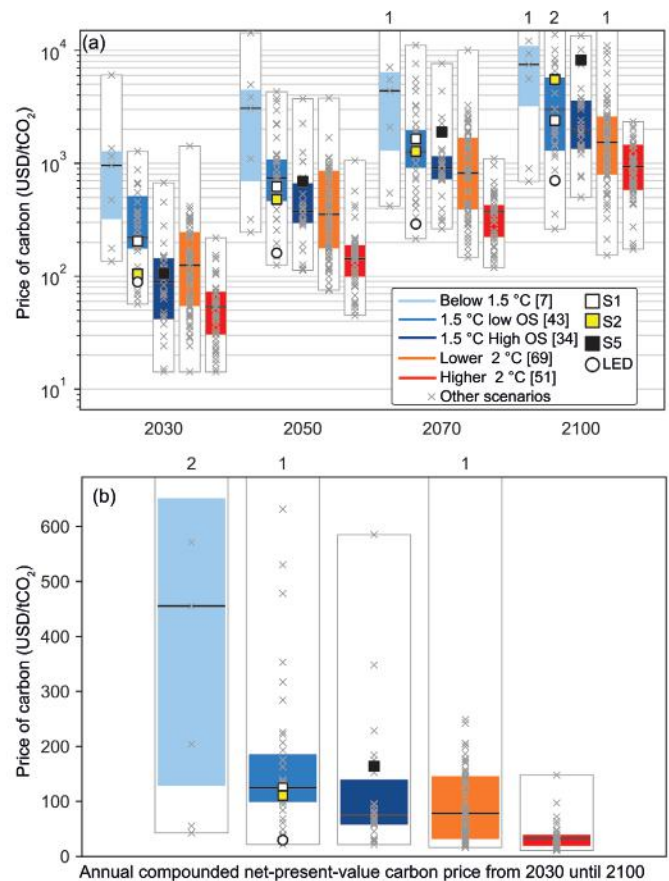 1 1 2 1
(a)
Price of carbon (USD/tCO₂)
10⁴
10³
10²
10¹
Below 1.5 °C [7]
1.5 °C low OS [43]
1.5 °C High OS [34]
Lower 2 °C [69]
Higher 2 °C [51]
Other scenarios
S1
S2
S5
LED
2030 2050 2070 2100
2 1 1
(b)
Price of carbon (USD/tCO₂)
600
500
400
300
200
100
0
Annual compounded net-present-value carbon price from 2030 until 2100